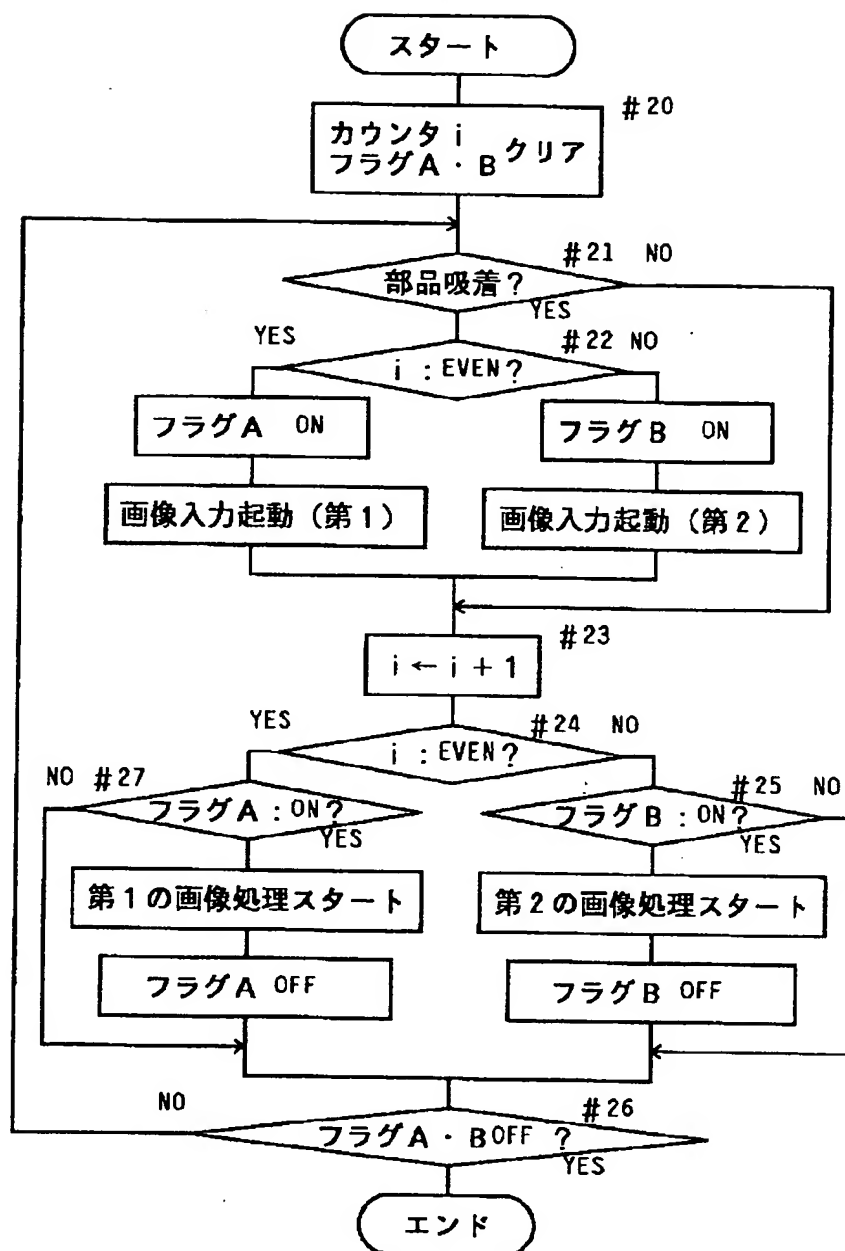 スタート
#20
カウンタ i
フラグA・B クリア
#21 NO
部品吸着?
YES
YES
#22 NO
i : EVEN?
フラグA ON
フラグB ON
画像入力起動(第1)
画像入力起動(第2)
#23
i ← i + 1
YES
#24 NO
i : EVEN?
NO #27
#25 NO
フラグA : ON?
フラグB : ON?
YES
YES
第1の画像処理スタート
第2の画像処理スタート
フラグA OFF
フラグB OFF
NO
#26
フラグA・B OFF ?
YES
エンド